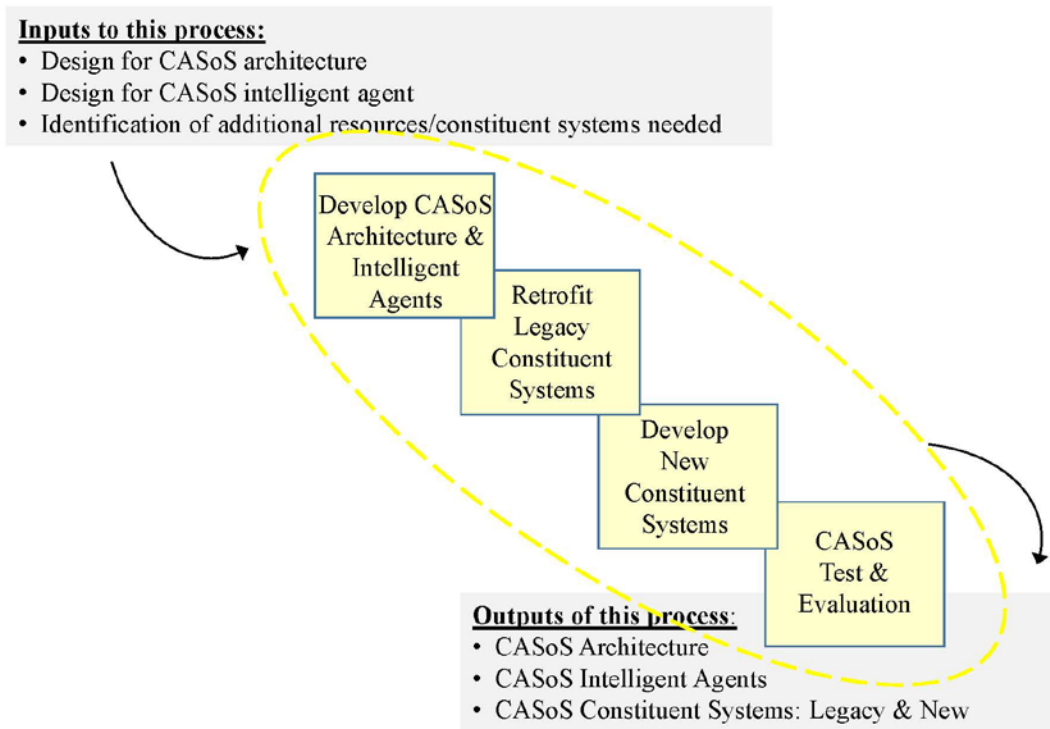 Inputs to this process:
• Design for CASoS architecture
• Design for CASoS intelligent agent
• Identification of additional resources/constituent systems needed
Develop CASoS
Architecture &
Intelligent
Agents
Retrofit
Legacy
Constituent
Systems
Develop
New
Constituent
Systems
CASoS
Test &
Evaluation
Outputs of this process:
• CASoS Architecture
• CASoS Intelligent Agents
• CASoS Constituent Systems: Legacy & New